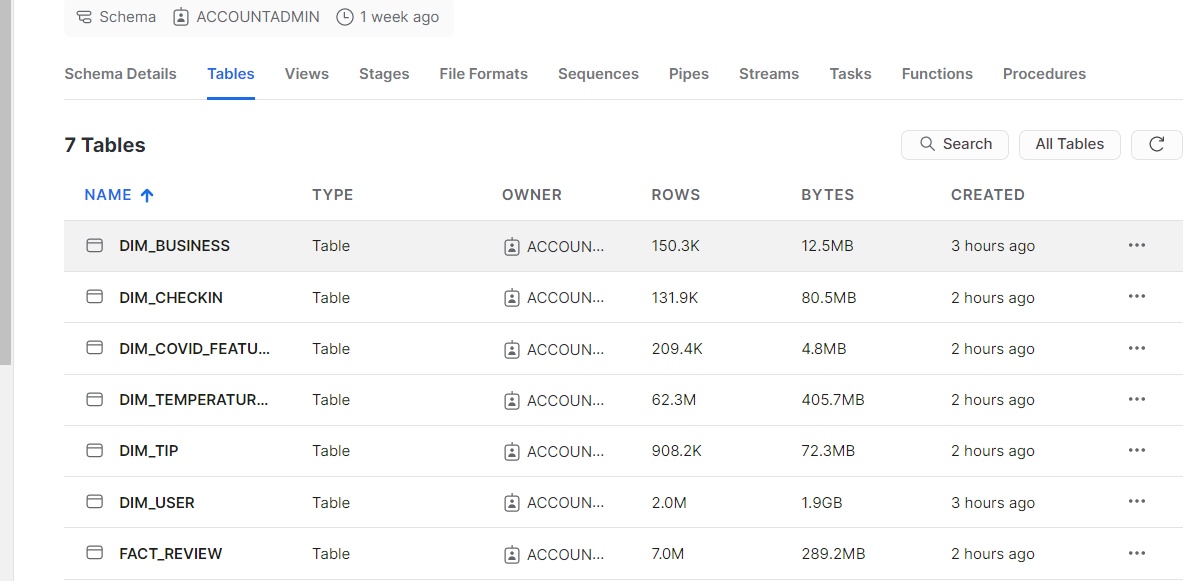 Schema ACCOUNTADMIN 1 week ago
Schema Details Tables Views Stages File Formats Sequences Pipes Streams Tasks Functions Procedures
7 Tables Search All Tables
NAME TYPE OWNER ROWS BYTES CREATED
DIM_BUSINESS Table ACCOUN... 150.3K 12.5MB 3 hours ago ...
DIM_CHECKIN Table ACCOUN... 131.9K 80.5MB 2 hours ago ...
DIM_COVID_FEATU... Table ACCOUN... 209.4K 4.8MB 2 hours ago ...
DIM_TEMPERATUR... Table ACCOUN... 62.3M 405.7MB 2 hours ago ...
DIM_TIP Table ACCOUN... 908.2K 72.3MB 2 hours ago ...
DIM_USER Table ACCOUN... 2.0M 1.9GB 3 hours ago ...
FACT_REVIEW Table ACCOUN... 7.0M 289.2MB 2 hours ago ...